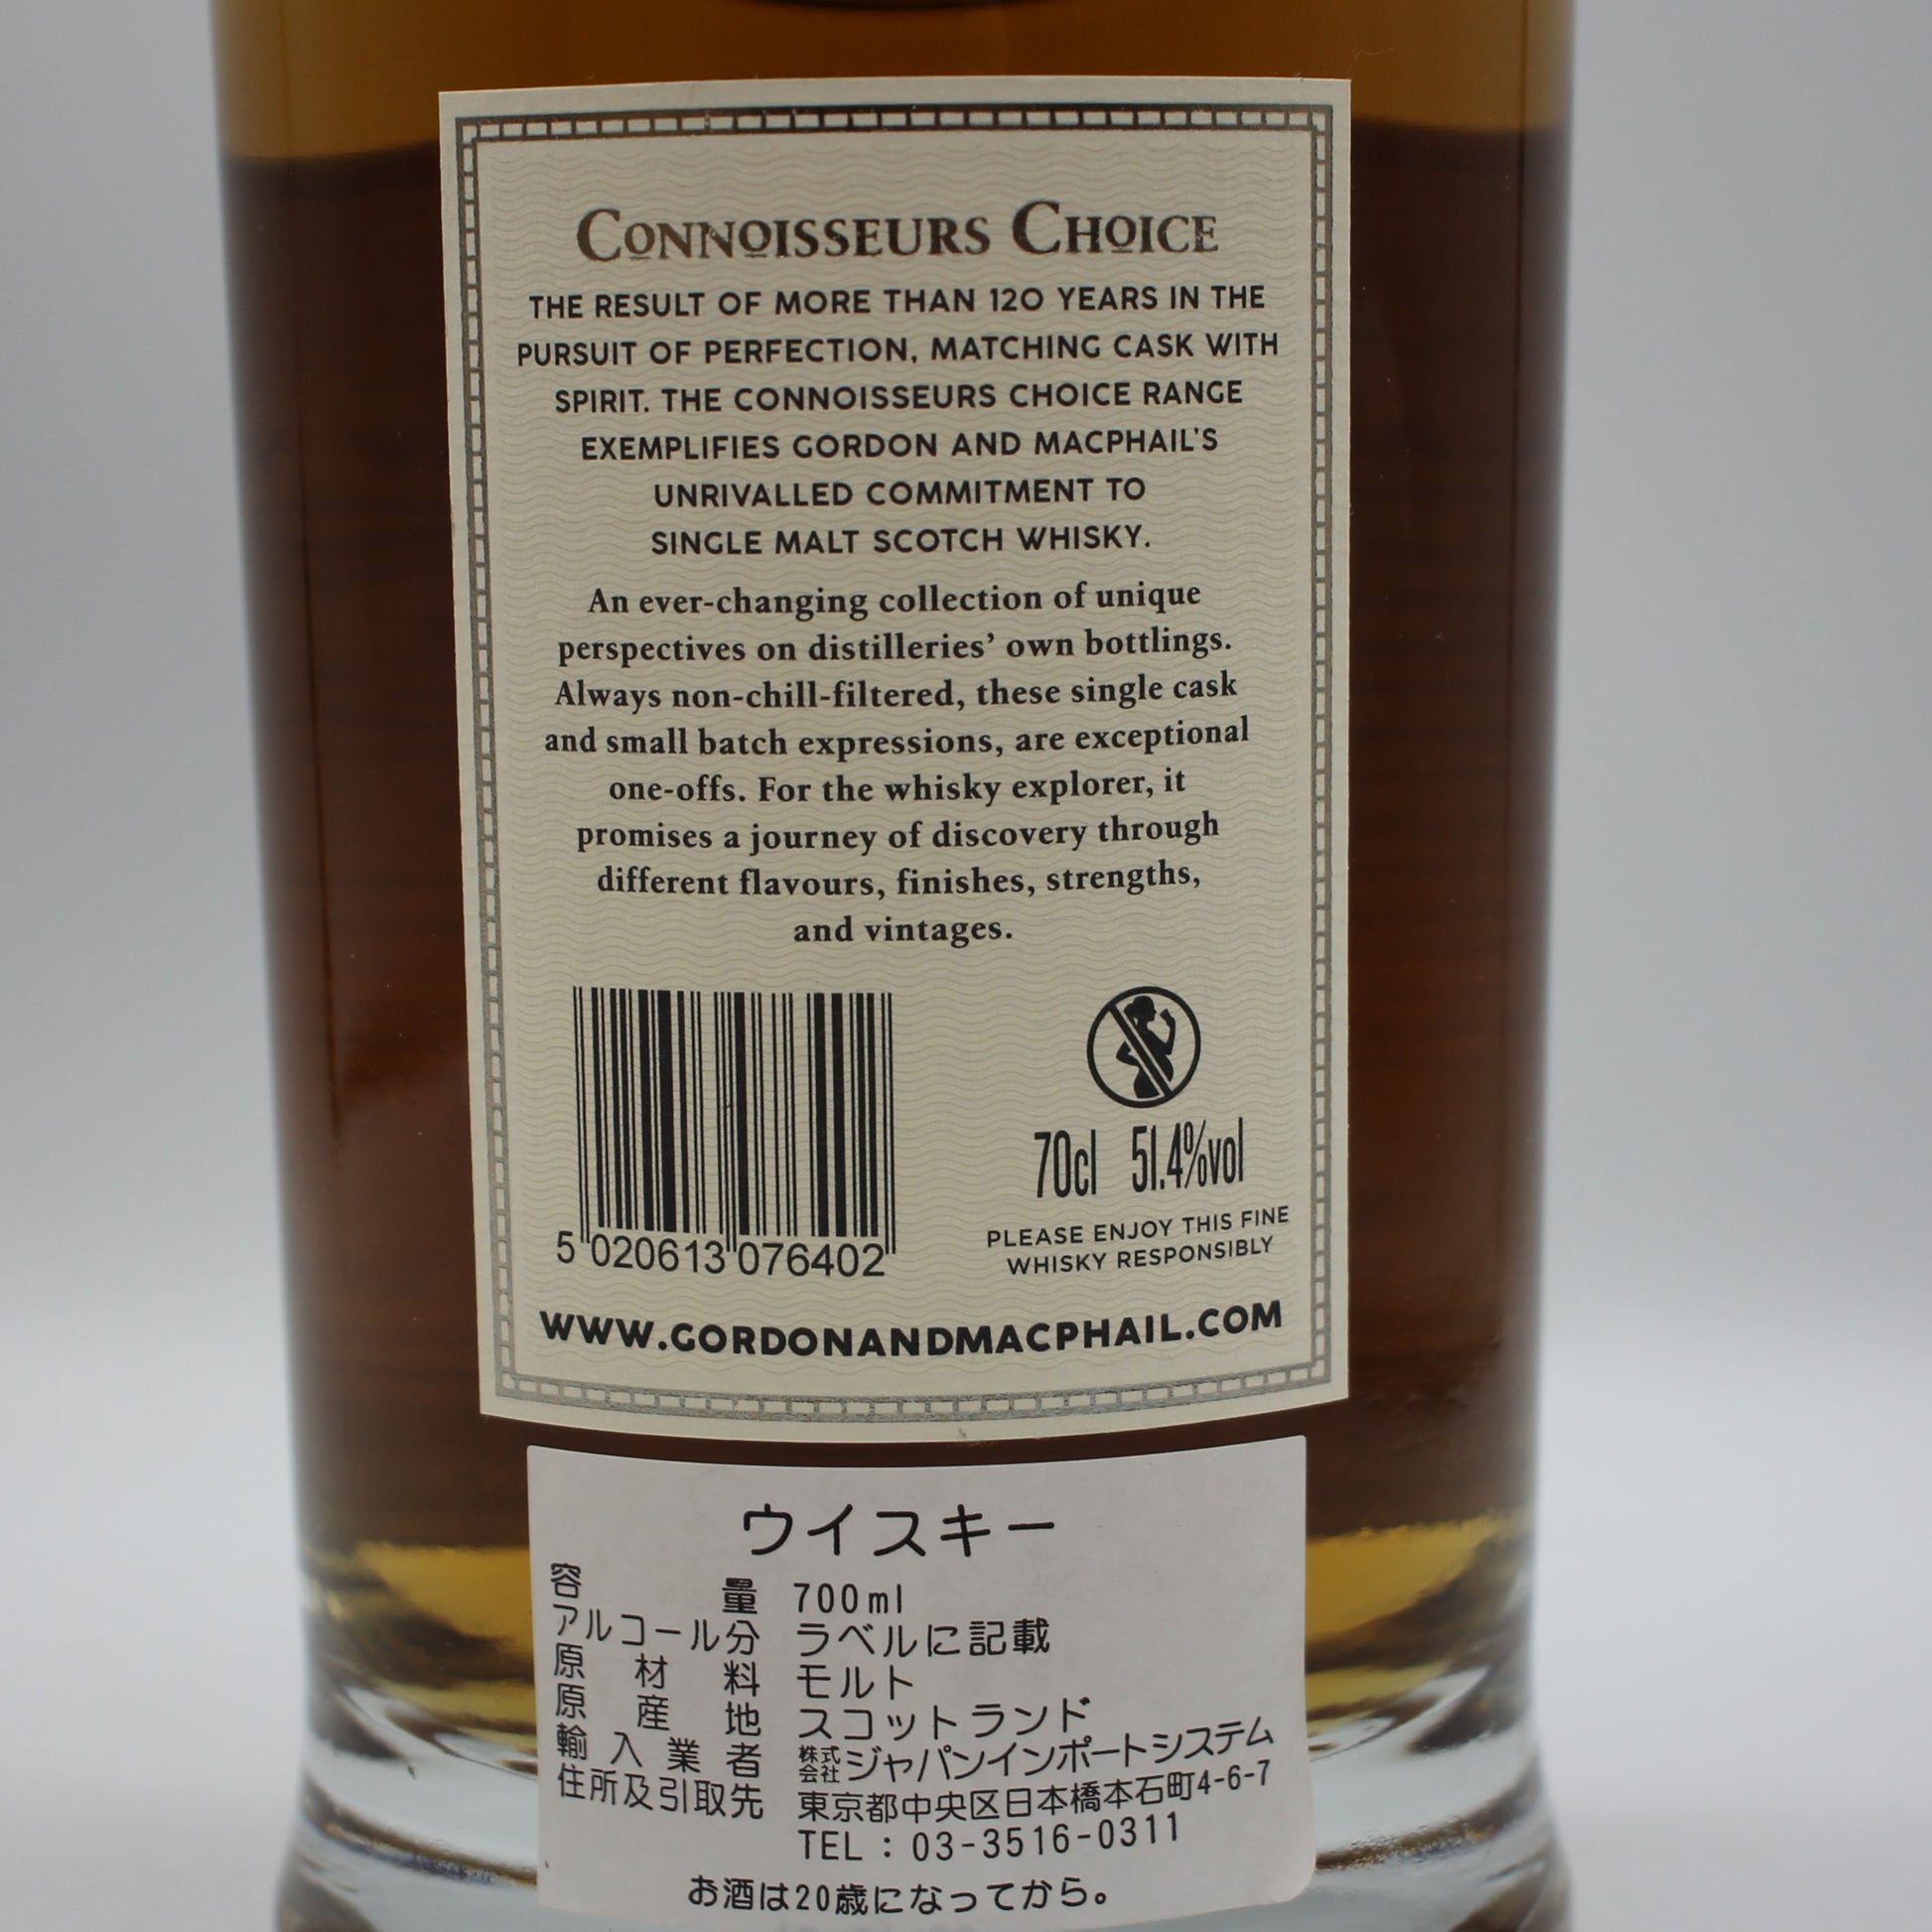 CONNOISSEURS CHOICE
THE RESULT OF MORE THAN 120 YEARS IN THE
PURSUIT OF PERFECTION, MATCHING CASK WITH
SPIRIT. THE CONNOISSEURS CHOICE RANGE
EXEMPLIFIES GORDON AND MACPHAIL'S
UNRIVALLED COMMITMENT TO
SINGLE MALT SCOTCH WHISKY.
An ever-changing collection of unique
perspectives on distilleries’ own bottlings.
Always non-chill-filtered, these single cask
and small batch expressions, are exceptional
one-offs. For the whisky explorer, it
promises a journey of discovery through
different flavours, finishes, strengths,
and vintages.
5 020613 076402
70cl 51.4%vol
PLEASE ENJOY THIS FINE
WHISKY RESPONSIBLY
WWW.GORDONANDMACPHAIL.COM
ウイスキー
容量 700ml
アルコール分 ラベルに記載
原材料 モルト
原産地 スコットランド
輸入業者 株式会社ジャパンインポートシステム
住所及引取先 東京都中央区日本橋本石町4-6-7
TEL：03-3516-0311
お酒は20歳になってから。